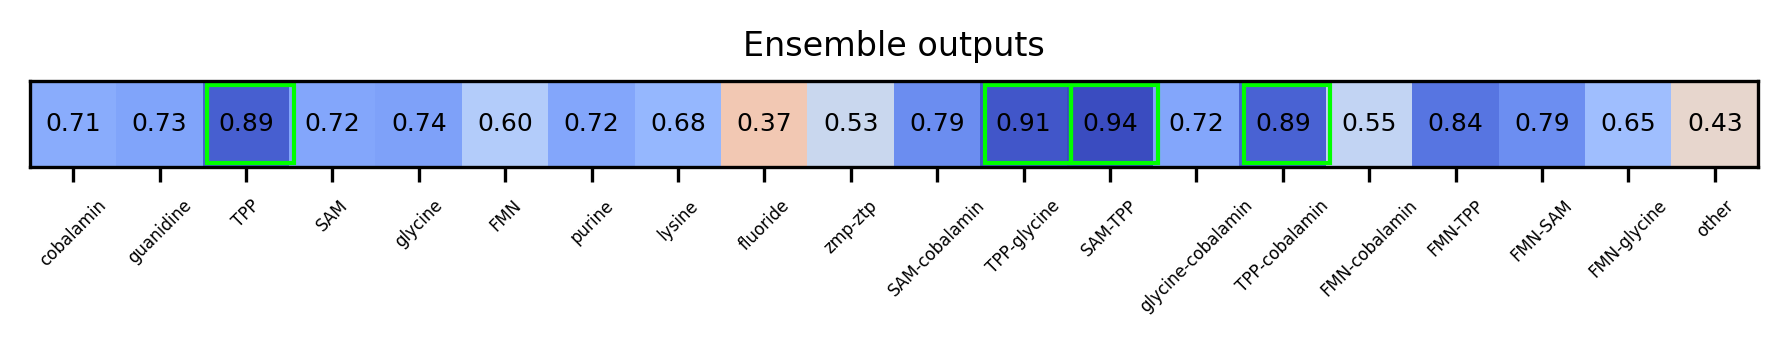 Ensemble outputs
0.71 0.73 0.89 0.72 0.74 0.60 0.72 0.68 0.37 0.53 0.79 0.91 0.94 0.72 0.89 0.55 0.84 0.79 0.65 0.43
cobalamin
guanidine
TPP
SAM
glycine
FMN
purine
lysine
fluoride
zmp-ztp
SAM-cobalamin
TPP-glycine
SAM-TPP
glycine-cobalamin
TPP-cobalamin
FMN-cobalamin
FMN-TPP
FMN-SAM
FMN-glycine
other